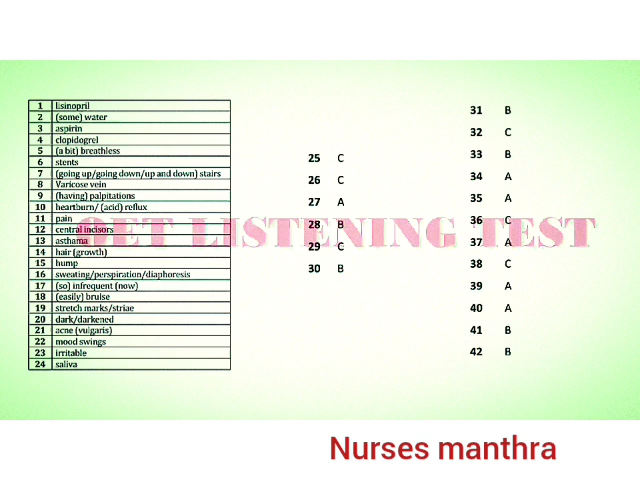 1 lisinopril
2 (some) water
3 aspirin
4 clopidogrel
5 (a bit) breathless
6 stents
7 (going up/going down/up and down) stairs
8 Varicose vein
9 (having) palpitations
10 heartburn/ (acid) reflux
11 pain
12 central incisors
13 asthama
14 hair (growth)
15 hump
16 sweating/perspiration/diaphoresis
17 (so) infrequent (now)
18 (easily) bruise
19 stretch marks/striae
20 dark/darkened
21 acne (vulgaris)
22 mood swings
23 irritable
24 saliva
25 C
26 C
27 A
28 B
29 C
30 B
31 B
32 C
33 B
34 A
35 A
36 C
37 A
38 C
39 A
40 A
41 B
42 B
OET LISTENING TEST
Nurses manthra